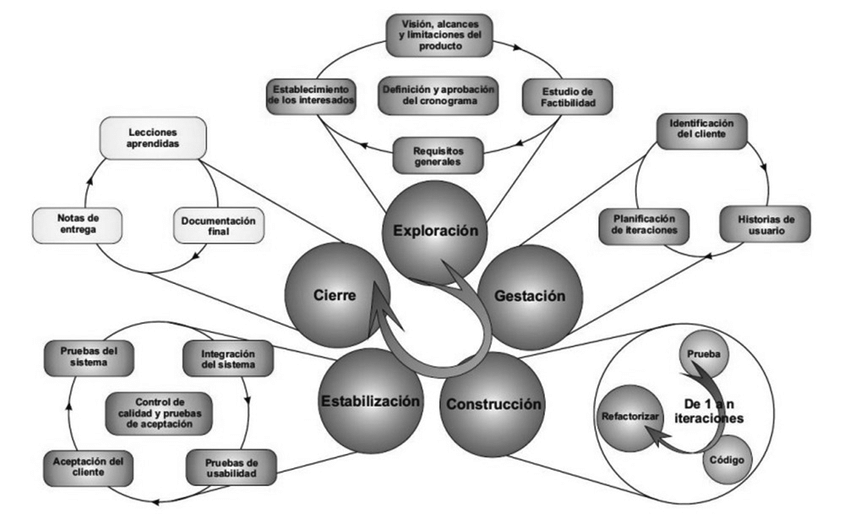 Visión, alcances
y limitaciones del
producto
Establecimiento
de los interesados
Definición y aprobación
del cronograma
Estudio de
Factibilidad
Requisitos
generales
Exploración
Identificación
del cliente
Planificación
de iteraciones
Historias de
usuario
Gestación
Prueba
De 1 a n
iteraciones
Refactorizar
Código
Construcción
Integración
del sistema
Pruebas del
sistema
Control de
calidad y pruebas
de aceptación
Aceptación del
cliente
Pruebas de
usabilidad
Estabilización
Lecciones
aprendidas
Notas de
entrega
Documentación
final
Cierre